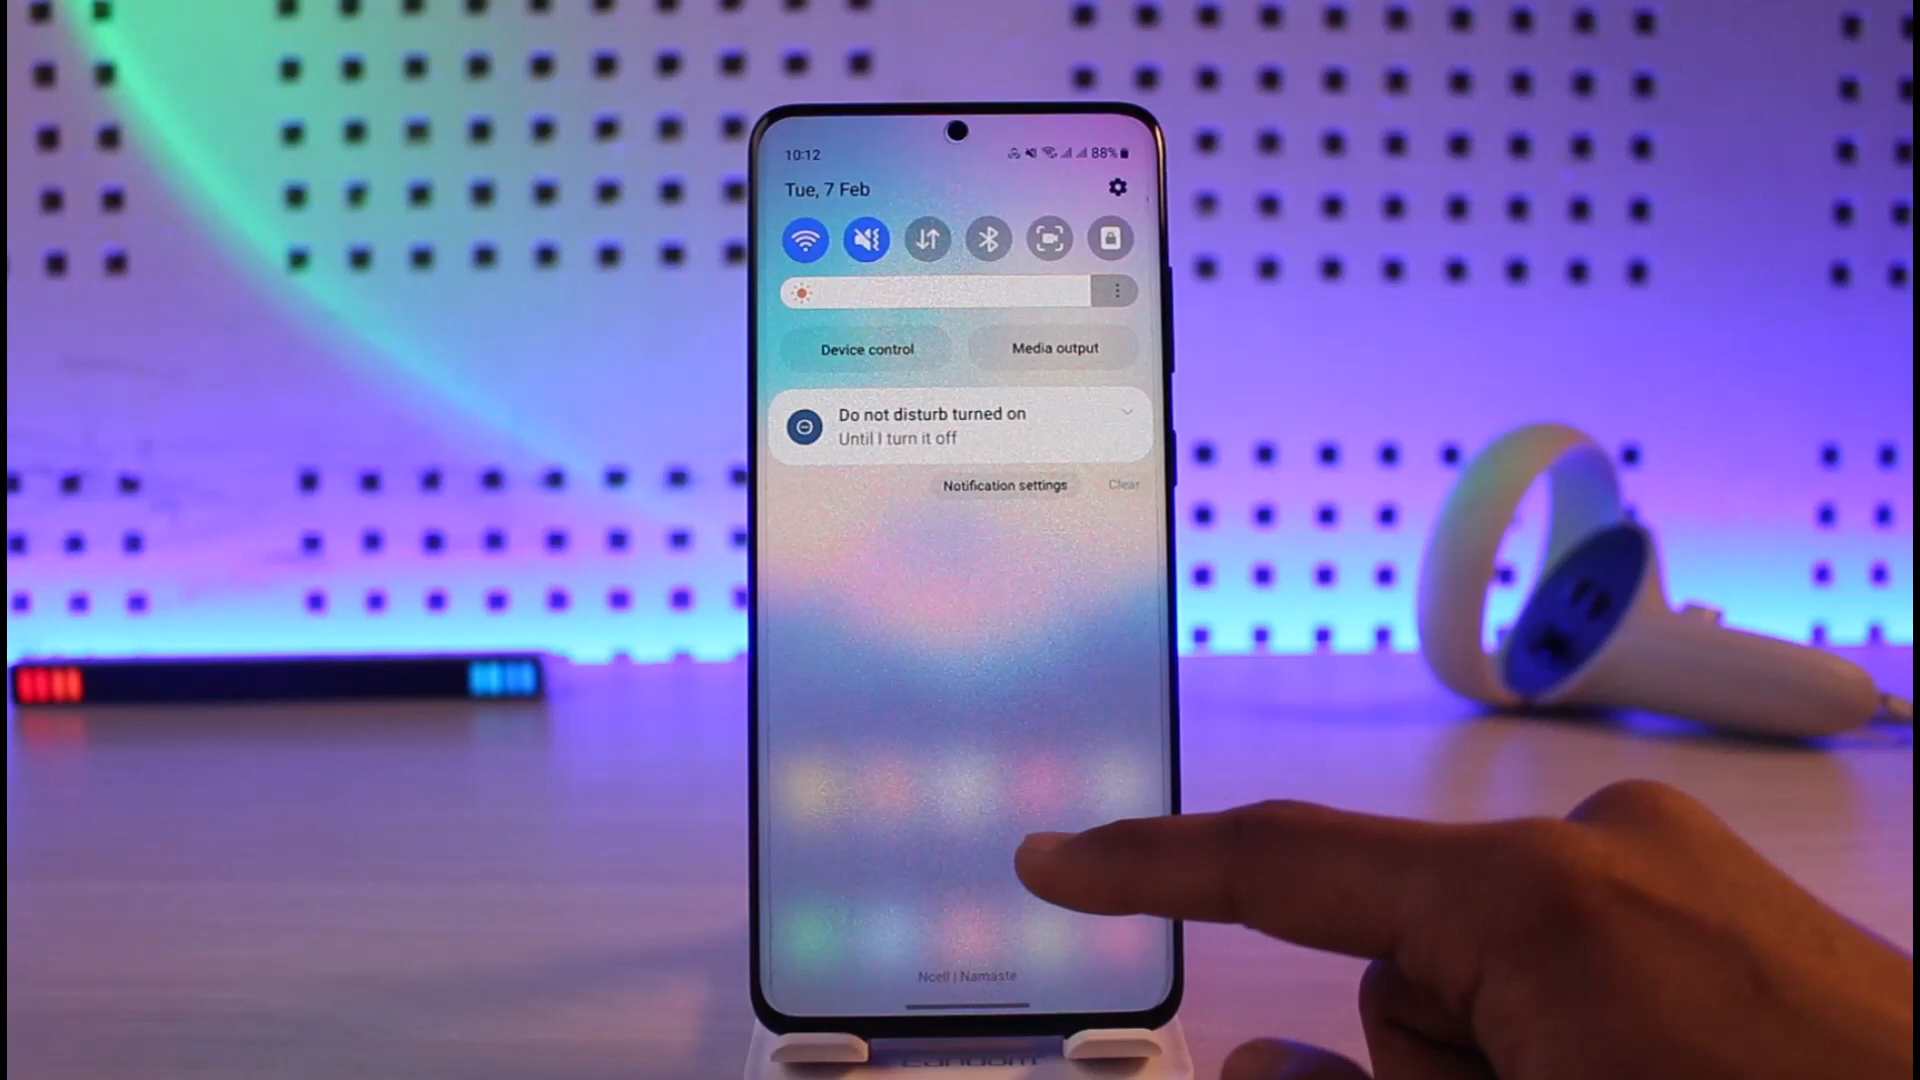 10:12
88%
Tue, 7 Feb
Device control
Media output
Do not disturb turned on
Until I turn it off
Notification settings
Clear
Ncell | Namaste